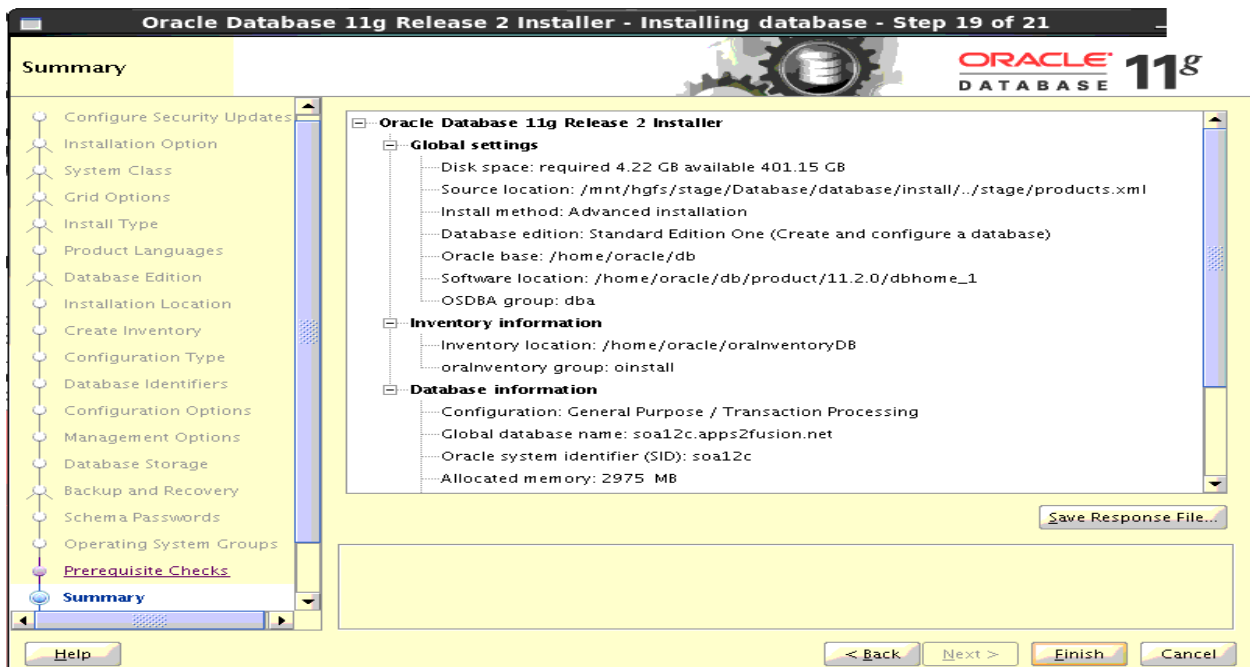 Oracle Database 11g Release 2 Installer - Installing database - Step 19 of 21
Summary
ORACLE
DATABASE 11g
Configure Security Updates
Installation Option
System Class
Grid Options
Install Type
Product Languages
Database Edition
Installation Location
Create Inventory
Configuration Type
Database Identifiers
Configuration Options
Management Options
Database Storage
Backup and Recovery
Schema Passwords
Operating System Groups
Prerequisite Checks
Summary
Oracle Database 11g Release 2 Installer
Global settings
Disk space: required 4.22 GB available 401.15 GB
Source location: /mnt/hgfs/stage/Database/database/install/../stage/products.xml
Install method: Advanced installation
Database edition: Standard Edition One (Create and configure a database)
Oracle base: /home/oracle/db
Software location: /home/oracle/db/product/11.2.0/dbhome_1
OSDBA group: dba
Inventory information
Inventory location: /home/oracle/oraInventoryDB
oraInventory group: oinstall
Database information
Configuration: General Purpose / Transaction Processing
Global database name: soa12c.apps2fusion.net
Oracle system identifier (SID): soa12c
Allocated memory: 2975 MB
Save Response File...
Help
< Back
Next >
Finish
Cancel